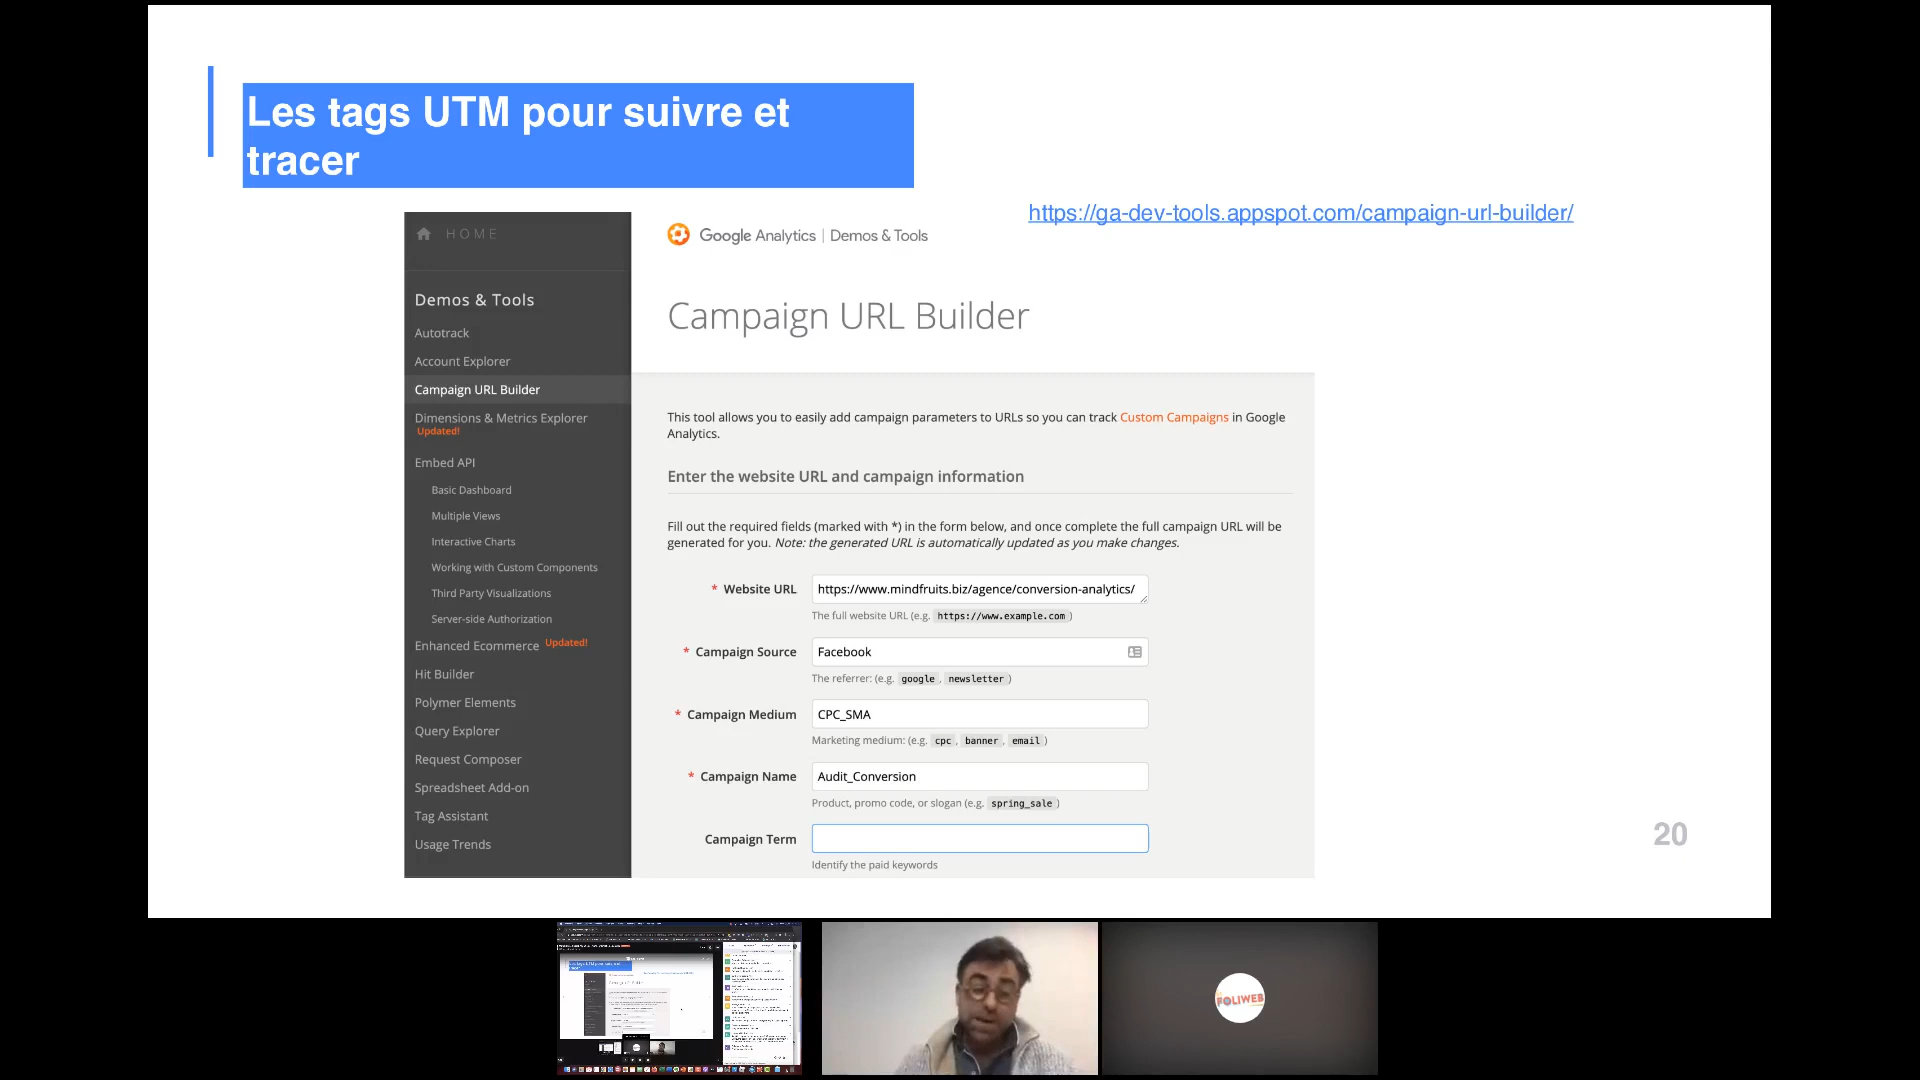 Les tags UTM pour suivre et
tracer
https://ga-dev-tools.appspot.com/campaign-url-builder/
HOME
Google Analytics | Demos & Tools
Demos & Tools
Autotrack
Account Explorer
Campaign URL Builder
Dimensions & Metrics Explorer
Updated!
Embed API
Basic Dashboard
Multiple Views
Interactive Charts
Working with Custom Components
Third Party Visualizations
Server-side Authorization
Enhanced Ecommerce Updated!
Hit Builder
Polymer Elements
Query Explorer
Request Composer
Spreadsheet Add-on
Tag Assistant
Usage Trends
Campaign URL Builder
This tool allows you to easily add campaign parameters to URLs so you can track Custom Campaigns in Google
Analytics.
Enter the website URL and campaign information
Fill out the required fields (marked with *) in the form below, and once complete the full campaign URL will be
generated for you. Note: the generated URL is automatically updated as you make changes.
* Website URL https://www.mindfruits.biz/agence/conversion-analytics/
The full website URL (e.g. https://www.example.com )
* Campaign Source Facebook
The referrer: (e.g. google , newsletter )
* Campaign Medium CPC_SMA
Marketing medium: (e.g. cpc , banner , email )
* Campaign Name Audit_Conversion
Product, promo code, or slogan (e.g. spring_sale )
Campaign Term
Identify the paid keywords
20
FOLIWEB